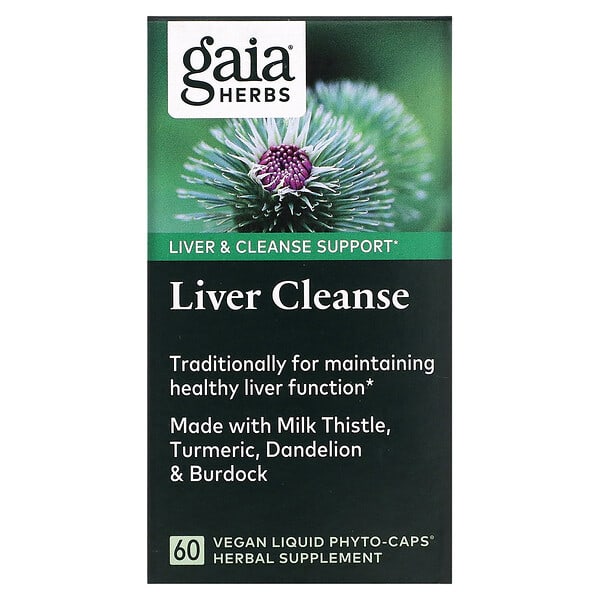 gaia®
HERBS
LIVER & CLEANSE SUPPORT*
Liver Cleanse
Traditionally for maintaining
healthy liver function*
Made with Milk Thistle,
Turmeric, Dandelion
& Burdock
60 VEGAN LIQUID PHYTO-CAPS®
HERBAL SUPPLEMENT